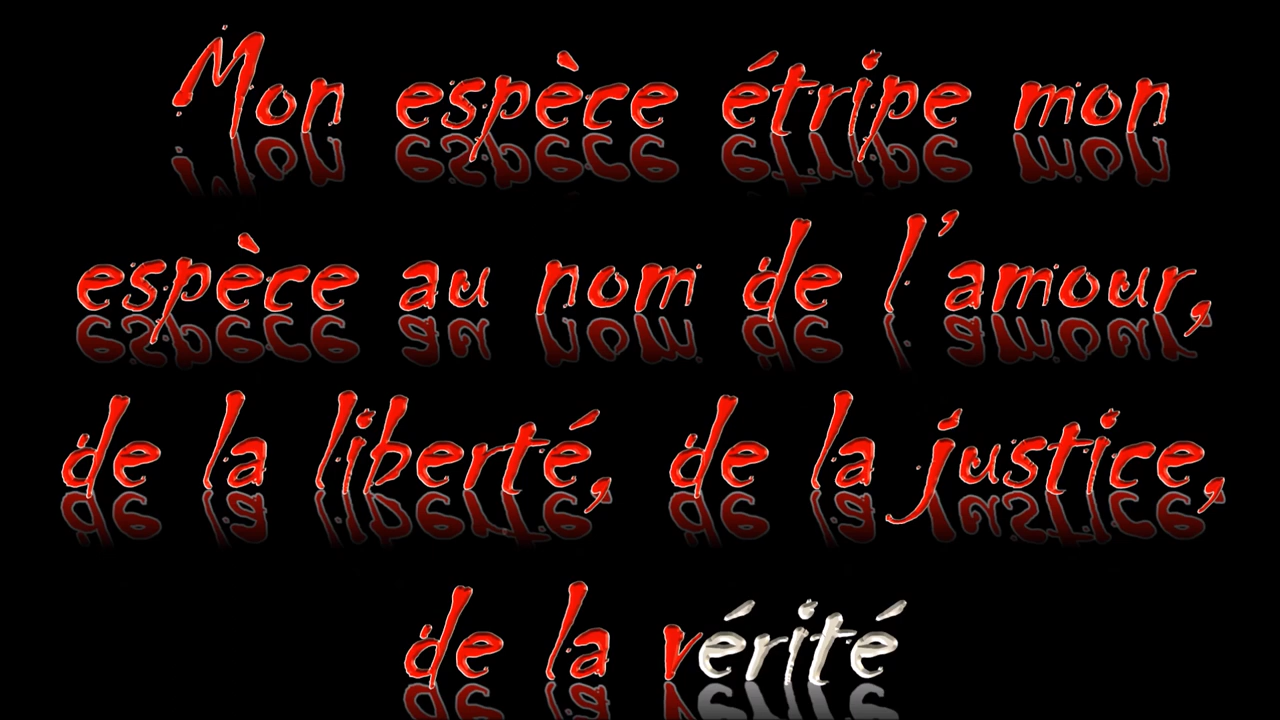 Mon espèce étripe mon
espèce au nom de l'amour,
de la liberté, de la justice,
de la vérité